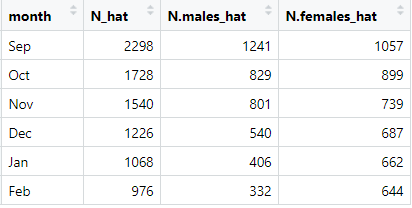 month N_hat N.males_hat N.females_hat
Sep 2298 1241 1057
Oct 1728 829 899
Nov 1540 801 739
Dec 1226 540 687
Jan 1068 406 662
Feb 976 332 644